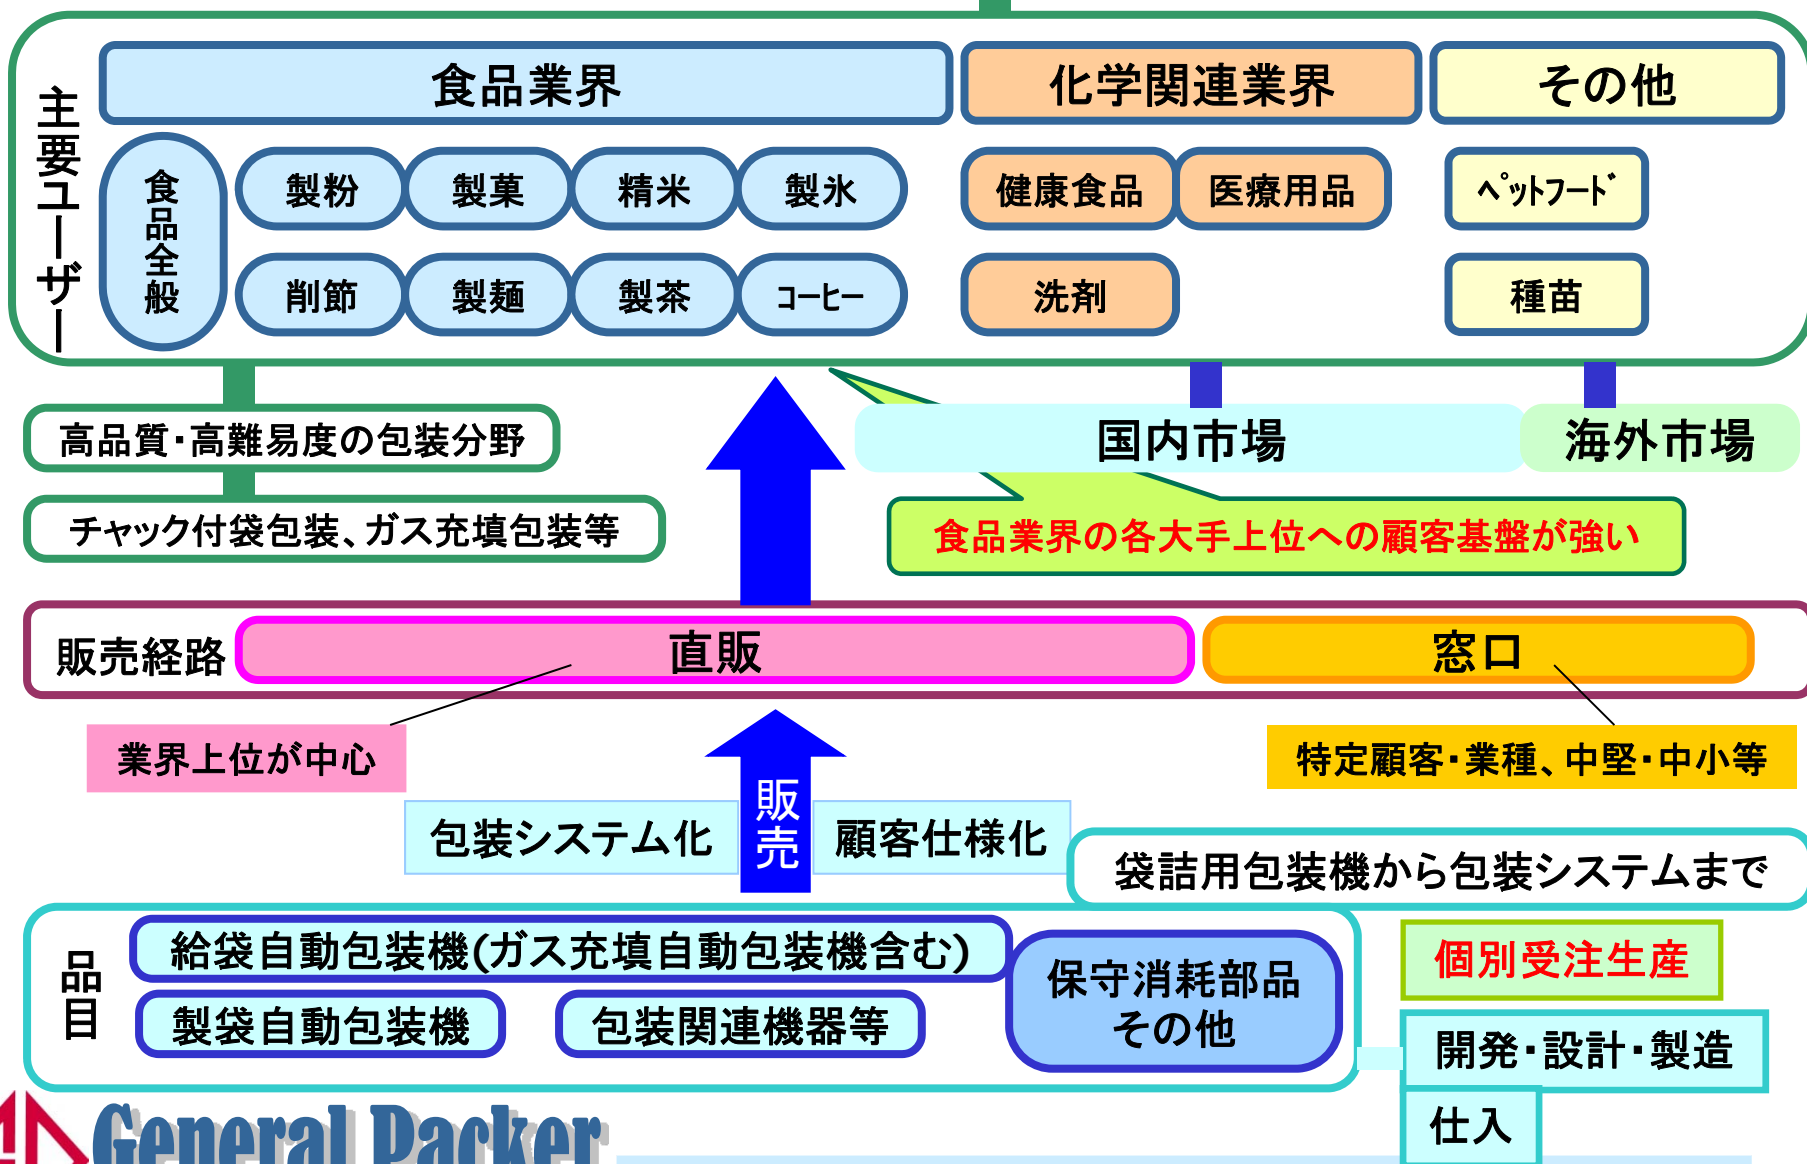 主要ユーザー
食品業界
化学関連業界
その他
食品全般
製粉
製菓
精米
製氷
健康食品
医療用品
ﾍﾟｯﾄﾌｰﾄﾞ
削節
製麺
製茶
ｺｰﾋｰ
洗剤
種苗
高品質・高難易度の包装分野
国内市場
海外市場
チャック付袋包装、ガス充填包装等
食品業界の各大手上位への顧客基盤が強い
販売経路
直販
窓口
業界上位が中心
特定顧客・業種、中堅・中小等
販売
包装システム化
顧客仕様化
袋詰用包装機から包装システムまで
品目
給袋自動包装機(ガス充填自動包装機含む)
製袋自動包装機
包装関連機器等
保守消耗部品
その他
個別受注生産
開発・設計・製造
仕入
General Packer